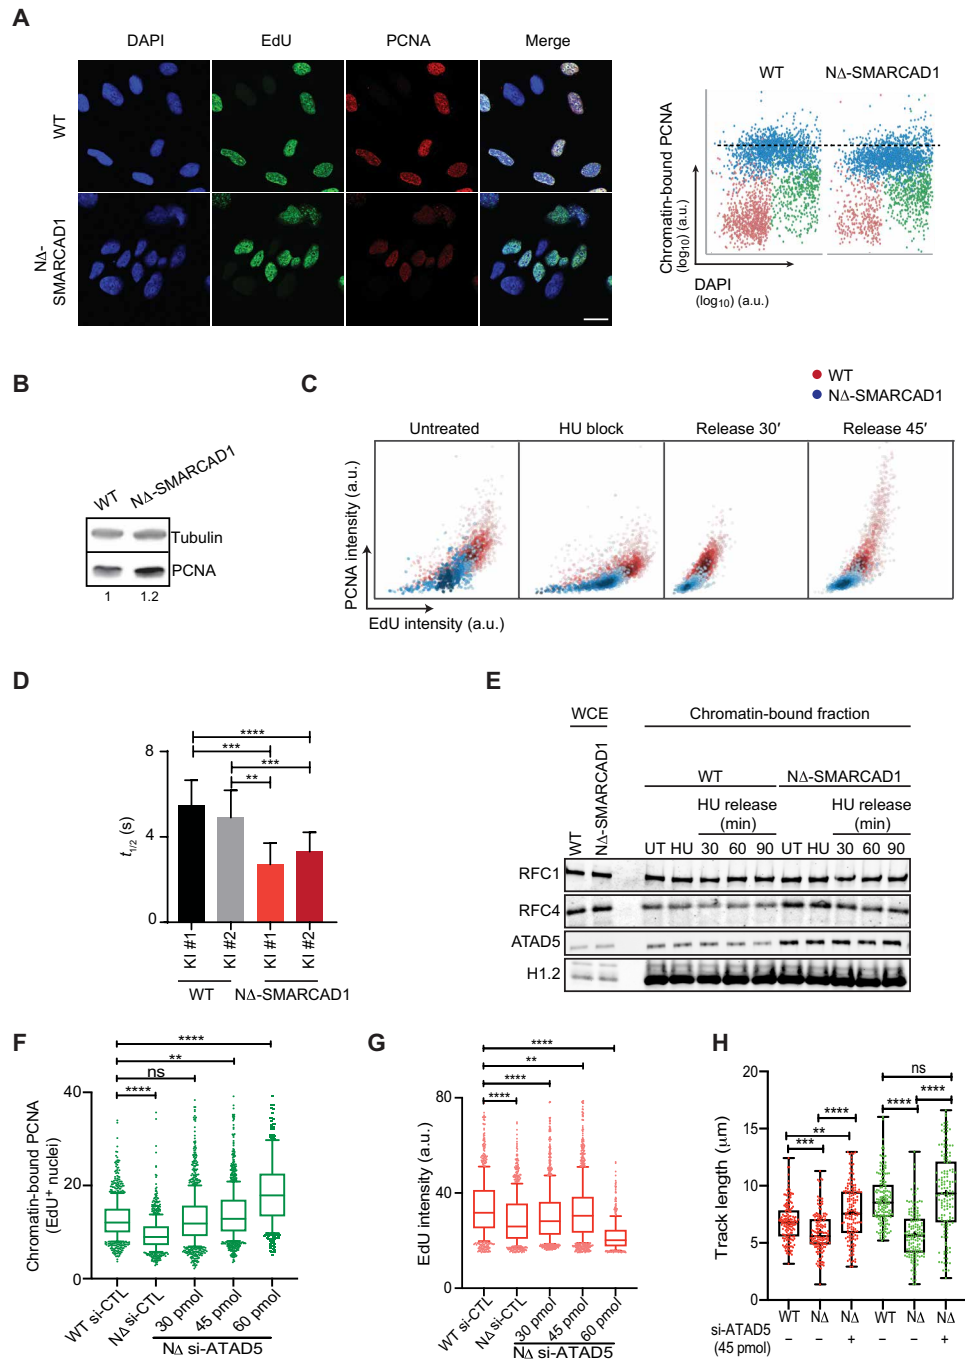 A
DAPI EdU PCNA Merge
WT
NΔ-
SMARCAD1
WT NΔ-SMARCAD1
Chromatin-bound PCNA
(log10) (a.u.)
DAPI
(log10) (a.u.)
B
WT NΔ-SMARCAD1
Tubulin
PCNA
1 1.2
C
WT
NΔ-SMARCAD1
Untreated HU block Release 30′ Release 45′
PCNA intensity (a.u.)
EdU intensity (a.u.)
D
****
***
***
**
8
4
0
t1/2 (s)
KI #1 KI #2 KI #1 KI #2
WT NΔ-SMARCAD1
E
WCE Chromatin-bound fraction
WT NΔ-SMARCAD1
WT NΔ-SMARCAD1
HU release
(min)
HU release
(min)
UT HU 30 60 90 UT HU 30 60 90
RFC1
RFC4
ATAD5
H1.2
F
****
**
ns
****
40
30
20
10
0
Chromatin-bound PCNA
(EdU+ nuclei)
WT si-CTL NΔ si-CTL 30 pmol 45 pmol 60 pmol
NΔ si-ATAD5
G
****
**
****
****
80
40
0
EdU intensity (a.u.)
WT si-CTL NΔ si-CTL 30 pmol 45 pmol 60 pmol
NΔ si-ATAD5
H
ns
**** ****
****
**
***
20
15
10
5
0
Track length (μm)
WT NΔ NΔ WT NΔ NΔ
si-ATAD5
(45 pmol)
– – + – – +